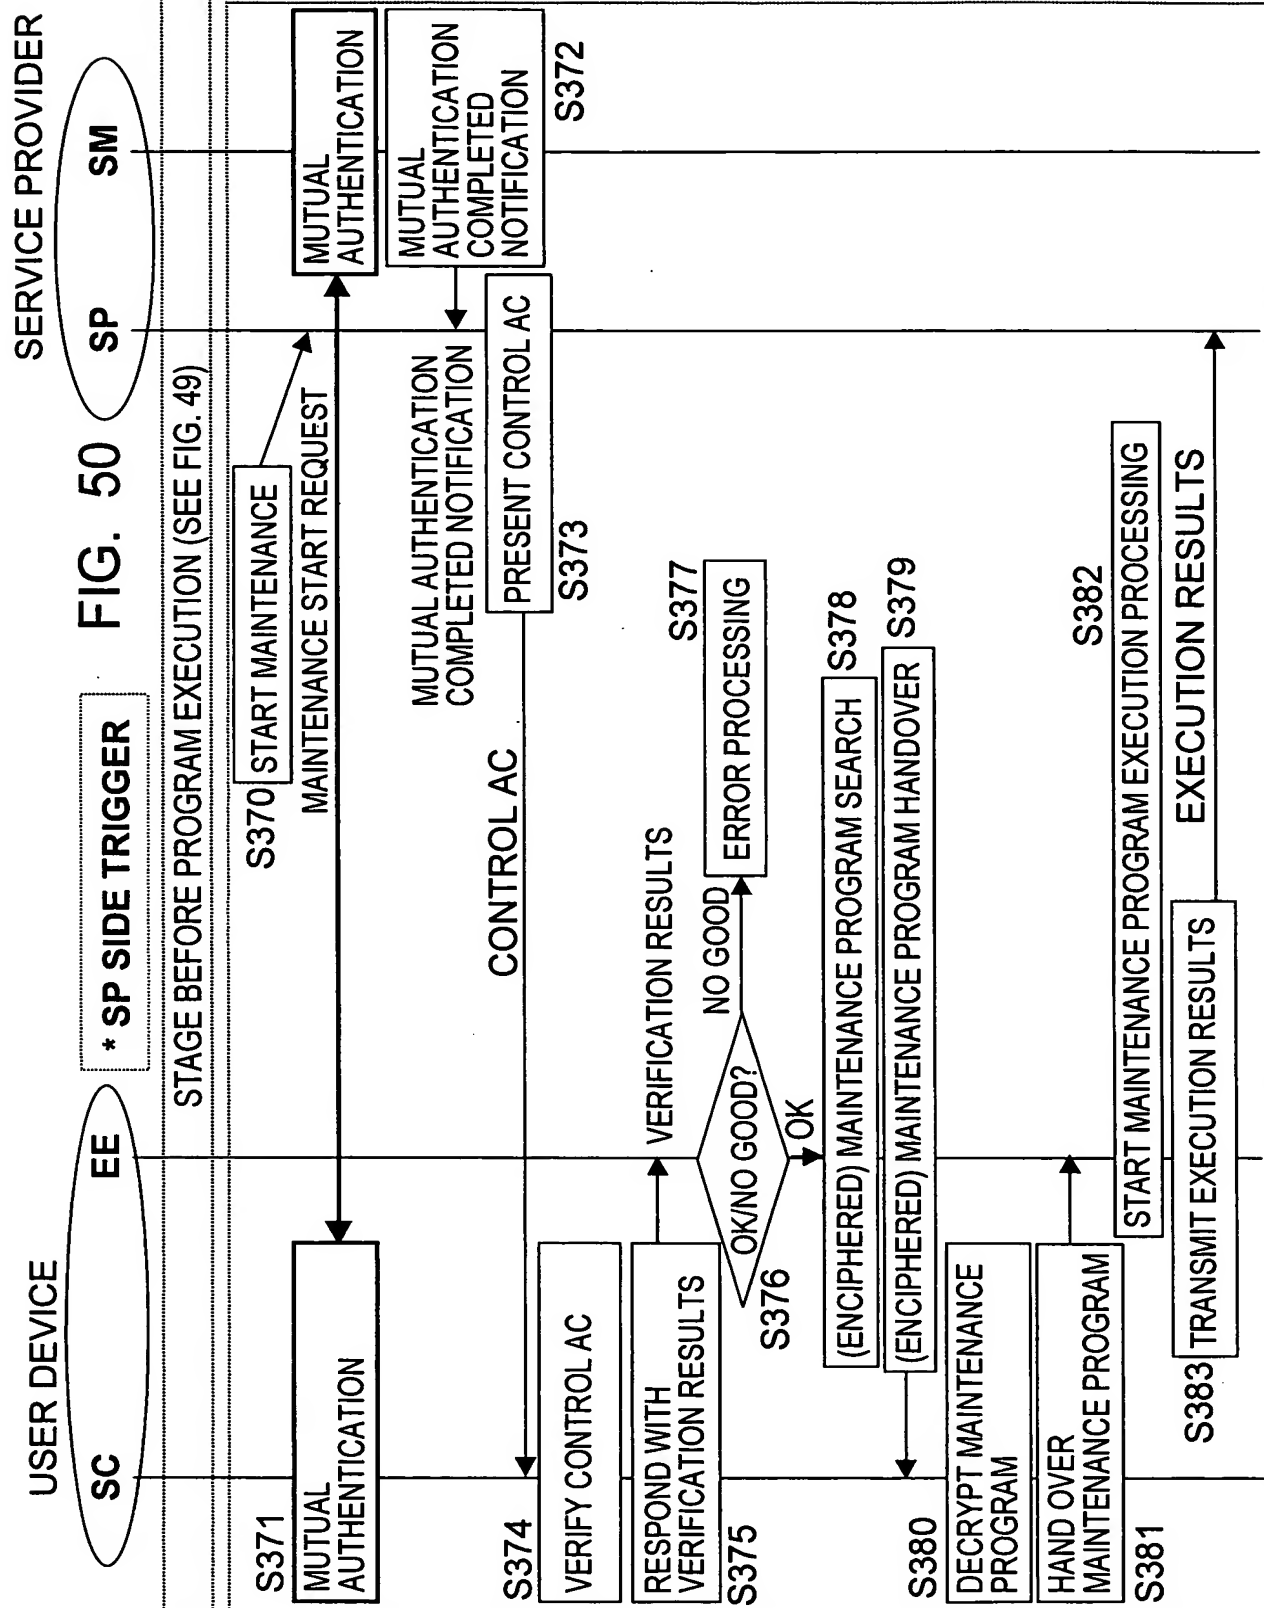 FIG. 50
USER DEVICE
SERVICE PROVIDER
SC
EE
* SP SIDE TRIGGER
SP
SM
STAGE BEFORE PROGRAM EXECUTION (SEE FIG. 49)
S370
START MAINTENANCE
MAINTENANCE START REQUEST
S371
MUTUAL
AUTHENTICATION
MUTUAL
AUTHENTICATION
MUTUAL AUTHENTICATION
COMPLETED NOTIFICATION
MUTUAL
AUTHENTICATION
COMPLETED
NOTIFICATION
S372
CONTROL AC
PRESENT CONTROL AC
S373
S374
VERIFY CONTROL AC
RESPOND WITH
VERIFICATION RESULTS
S375
VERIFICATION RESULTS
OK/NO GOOD?
S376
NO GOOD
OK
S377
ERROR PROCESSING
(ENCIPHERED) MAINTENANCE PROGRAM SEARCH
S378
(ENCIPHERED) MAINTENANCE PROGRAM HANDOVER
S379
S380
DECRYPT MAINTENANCE
PROGRAM
HAND OVER
MAINTENANCE PROGRAM
S381
S382
START MAINTENANCE PROGRAM EXECUTION PROCESSING
S383
TRANSMIT EXECUTION RESULTS
EXECUTION RESULTS